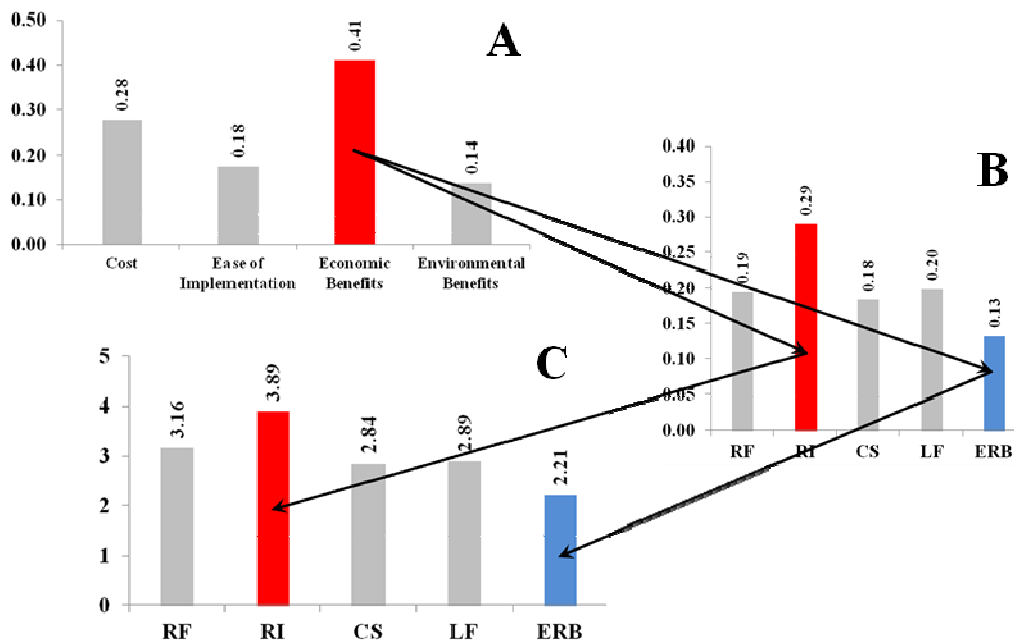 A
0.50
0.40
0.30
0.20
0.10
0.00
0.28
0.18
0.41
0.14
Cost
Ease of
Implementation
Economic
Benefits
Environmental
Benefits
B
0.40
0.35
0.30
0.25
0.20
0.15
0.10
0.05
0.00
0.19
0.29
0.18
0.20
0.13
RF
RI
CS
LF
ERB
C
5
4
3
2
1
0
3.16
3.89
2.84
2.89
2.21
RF
RI
CS
LF
ERB